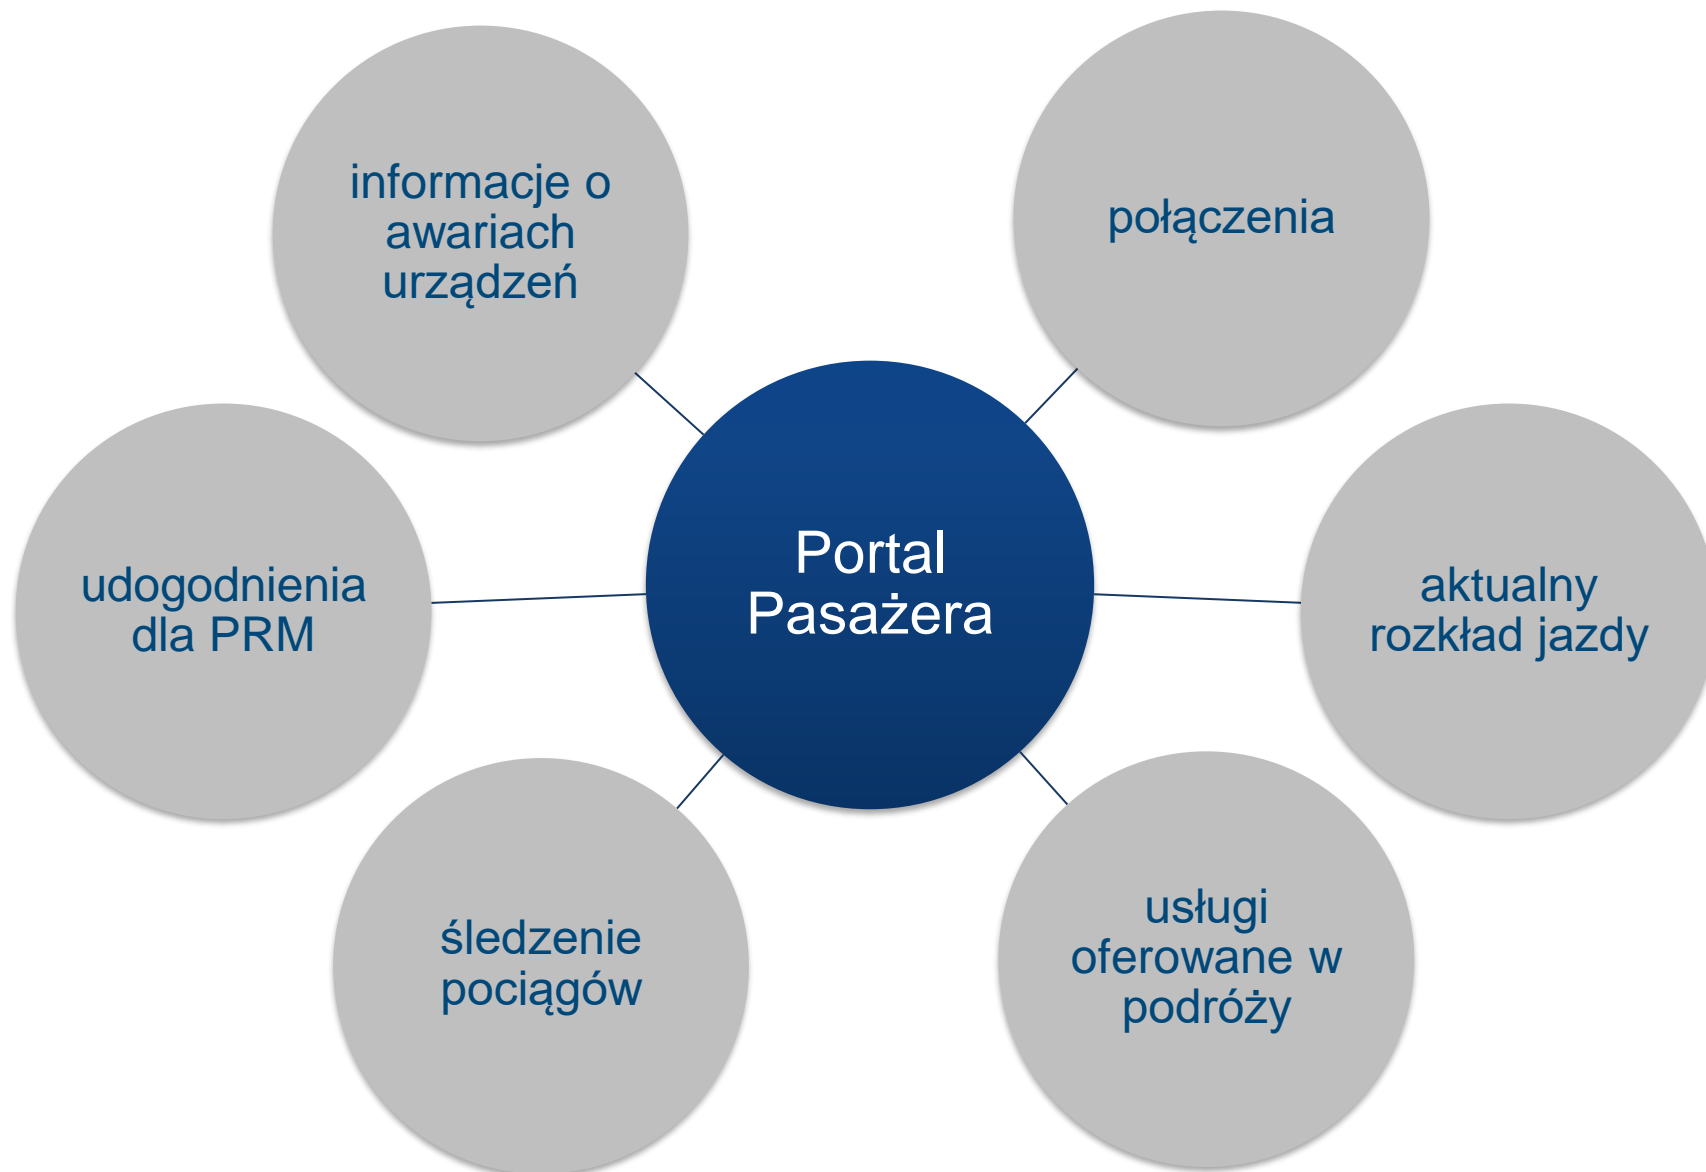 informacje o
awariach
urządzeń
połączenia
Portal
Pasażera
udogodnienia
dla PRM
aktualny
rozkład jazdy
śledzenie
pociągów
usługi
oferowane w
podróży